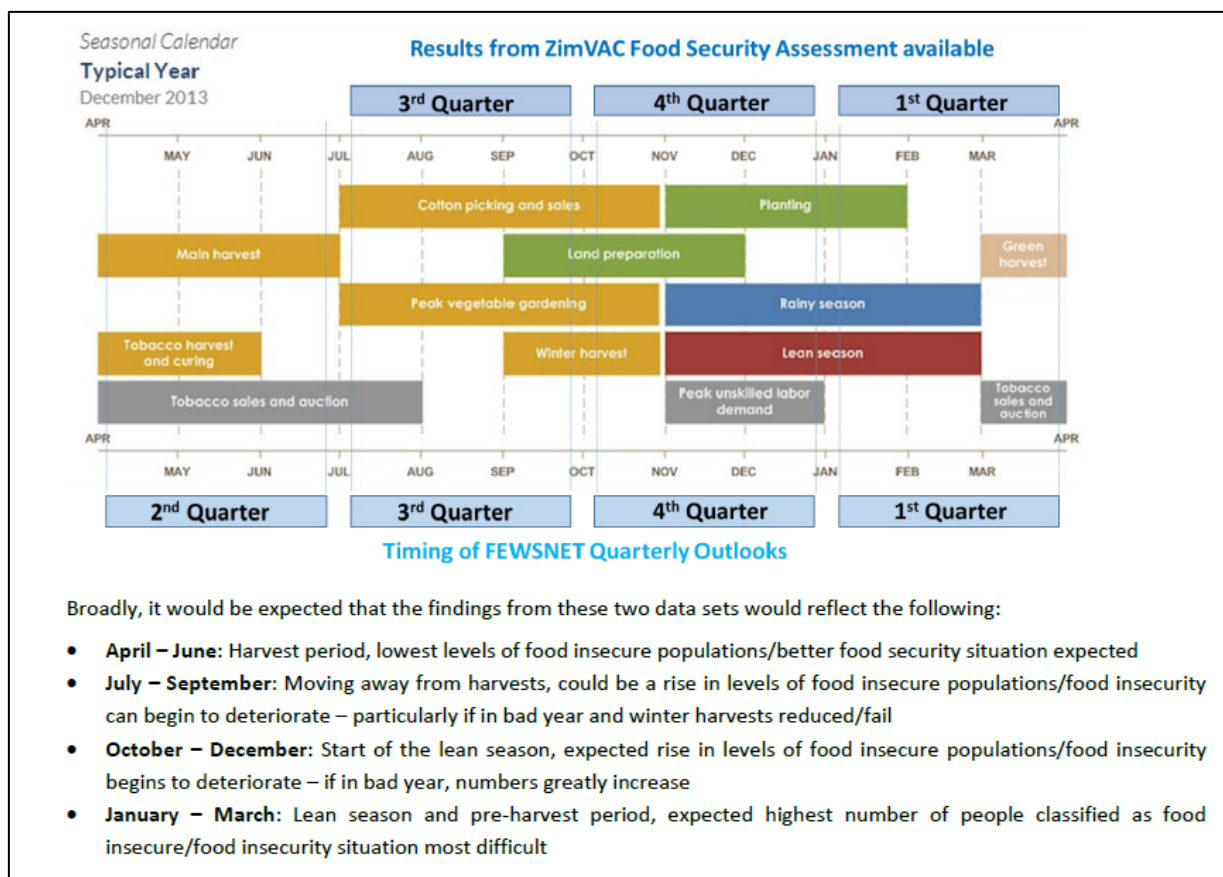 Seasonal Calendar
Results from ZimVAC Food Security Assessment available
Typical Year
December 2013
3rd Quarter
4th Quarter
1st Quarter
APR
APR
MAY
JUN
JUL
AUG
SEP
OCT
NOV
DEC
JAN
FEB
MAR
Cotton picking and sales
Planting
Main harvest
Land preparation
Green
harvest
Peak vegetable gardening
Rainy season
Tobacco harvest
and curing
Winter harvest
Lean season
Tobacco sales and auction
Peak unskilled labor
demand
Tobacco
sales and
auction
APR
APR
MAY
JUN
JUL
AUG
SEP
OCT
NOV
DEC
JAN
FEB
MAR
2nd Quarter
3rd Quarter
4th Quarter
1st Quarter
Timing of FEWSNET Quarterly Outlooks
Broadly, it would be expected that the findings from these two data sets would reflect the following:
• April – June: Harvest period, lowest levels of food insecure populations/better food security situation expected
• July – September: Moving away from harvests, could be a rise in levels of food insecure populations/food insecurity
can begin to deteriorate – particularly if in bad year and winter harvests reduced/fail
• October – December: Start of the lean season, expected rise in levels of food insecure populations/food insecurity
begins to deteriorate – if in bad year, numbers greatly increase
• January – March: Lean season and pre-harvest period, expected highest number of people classified as food
insecure/food insecurity situation most difficult